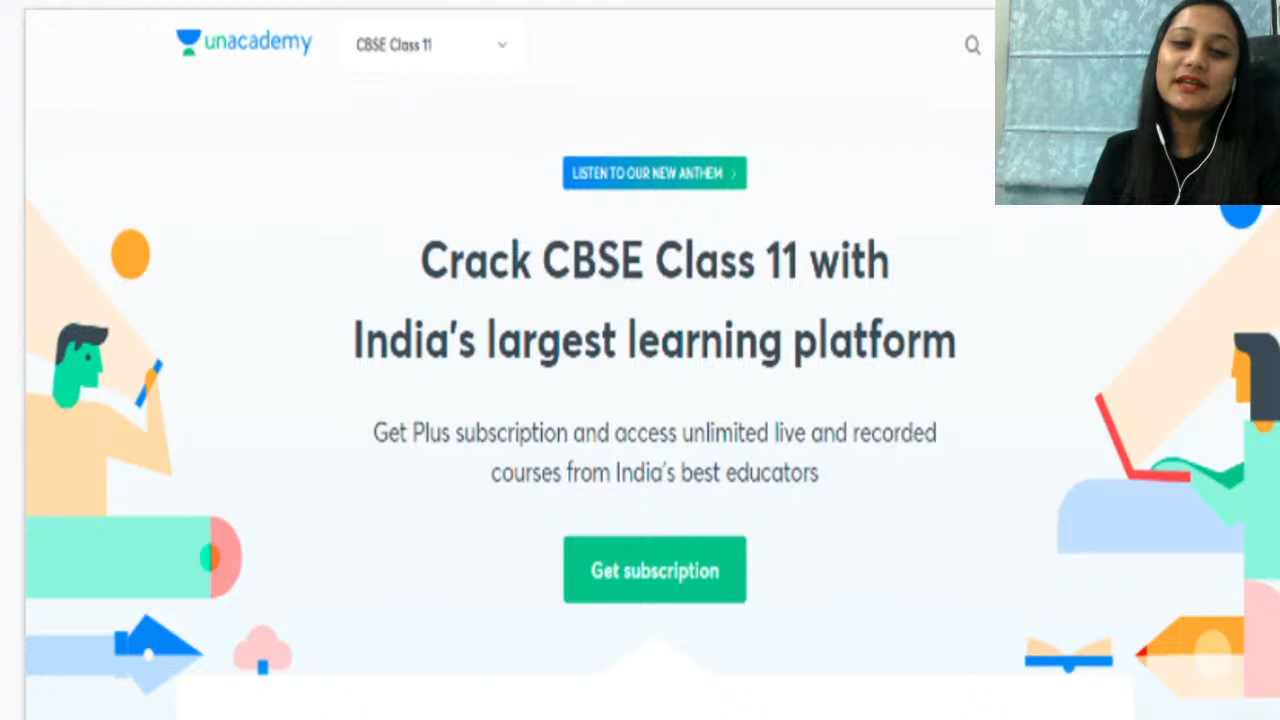 unacademy
CBSE Class 11
LISTEN TO OUR NEW ANTHEM
Crack CBSE Class 11 with
India's largest learning platform
Get Plus subscription and access unlimited live and recorded
courses from India's best educators
Get subscription